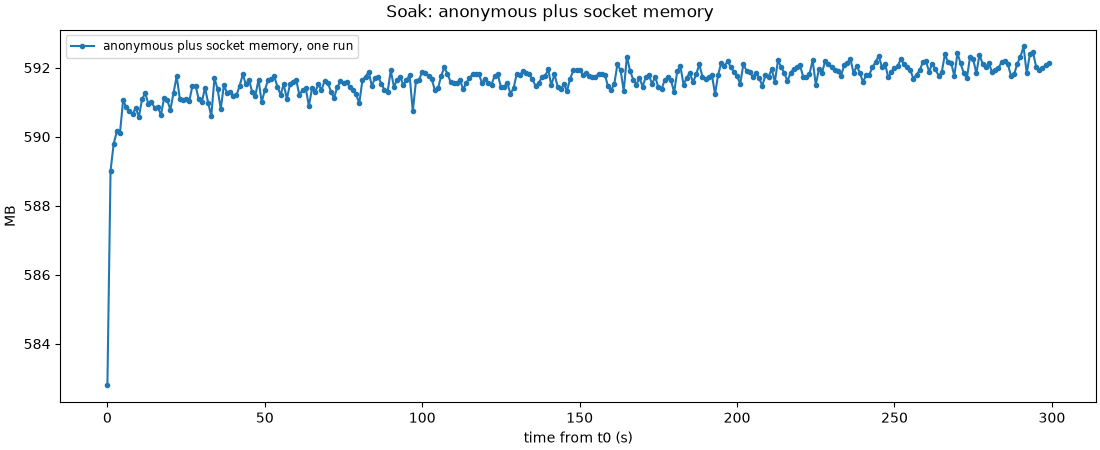 Soak: anonymous plus socket memory
anonymous plus socket memory, one run
MB
592
590
588
586
584
0 50 100 150 200 250 300
time from t0 (s)